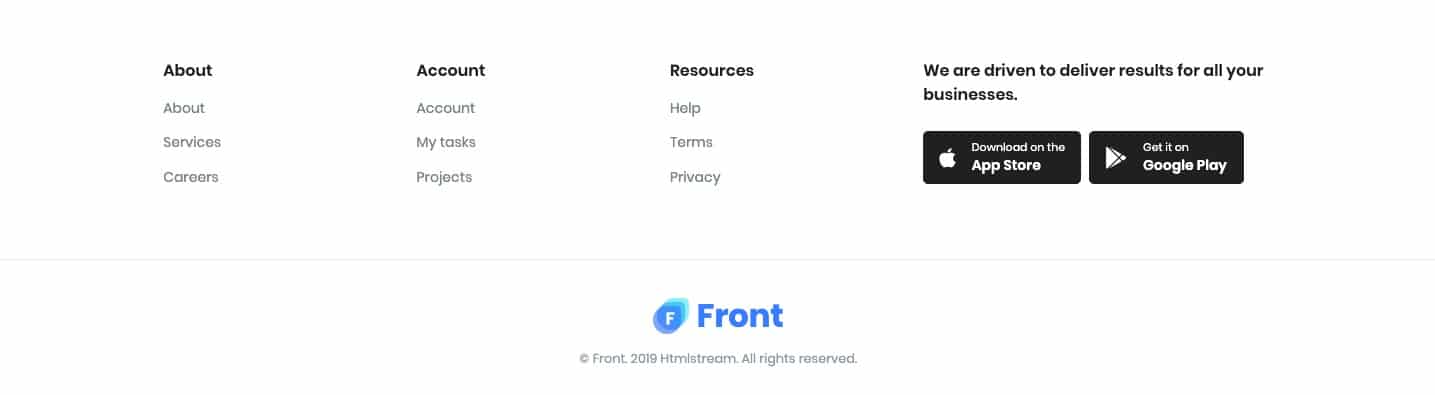 About
About
Services
Careers
Account
Account
My tasks
Projects
Resources
Help
Terms
Privacy
We are driven to deliver results for all your
businesses.
Download on the
App Store
Get it on
Google Play
F Front
© Front. 2019 Htmlstream. All rights reserved.